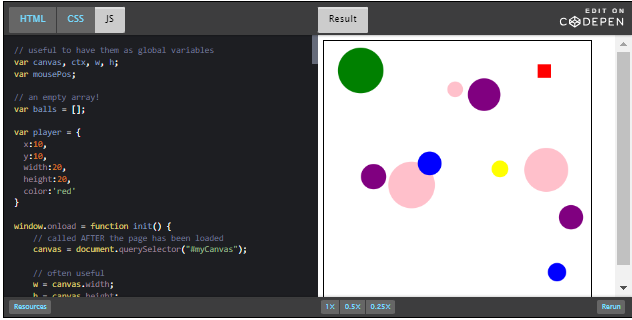 HTML CSS JS Result EDIT ON
CODEPEN
// useful to have them as global variables
var canvas, ctx, w, h;
var mousePos;
// an empty array!
var balls = [];
var player = {
x:10,
y:10,
width:20,
height:20,
color:'red'
}
window.onload = function init() {
// called AFTER the page has been loaded
canvas = document.querySelector("#myCanvas");
// often useful
w = canvas.width;
h = canvas.height;
Resources 1X 0.5X 0.25X Rerun